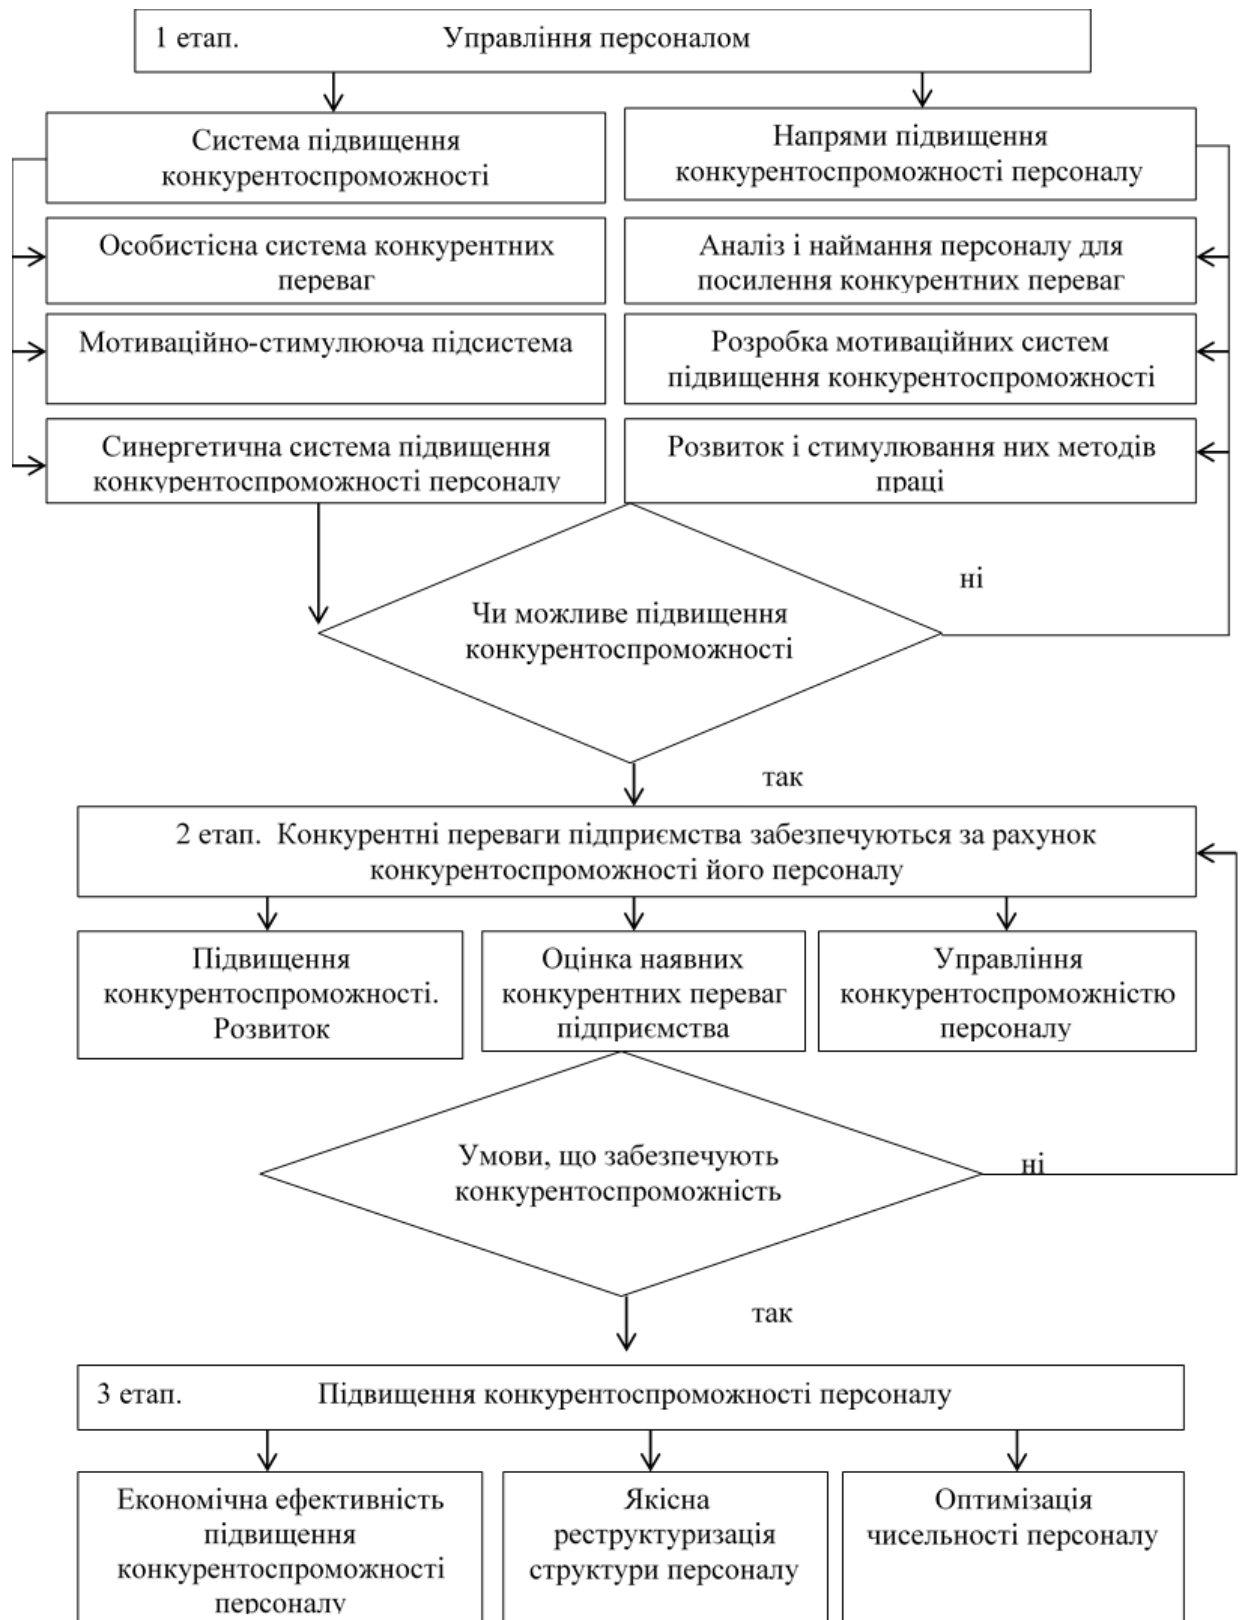 1 етап. Управління персоналом
Система підвищення
конкурентоспроможності
Напрями підвищення
конкурентоспроможності персоналу
Особистісна система конкурентних
переваг
Аналіз і наймання персоналу для
посилення конкурентних переваг
Мотиваційно-стимулююча підсистема
Розробка мотиваційних систем
підвищення конкурентоспроможності
Синергетична система підвищення
конкурентоспроможності персоналу
Розвиток і стимулювання них методів
праці
ні
Чи можливе підвищення
конкурентоспроможності
так
2 етап. Конкурентні переваги підприємства забезпечуються за рахунок
конкурентоспроможності його персоналу
Підвищення
конкурентоспроможності.
Розвиток
Оцінка наявних
конкурентних переваг
підприємства
Управління
конкурентоспроможністю
персоналу
Умови, що забезпечують
конкурентоспроможність
ні
так
3 етап. Підвищення конкурентоспроможності персоналу
Економічна ефективність
підвищення
конкурентоспроможності
персоналу
Якісна
реструктуризація
структури персоналу
Оптимізація
чисельності персоналу